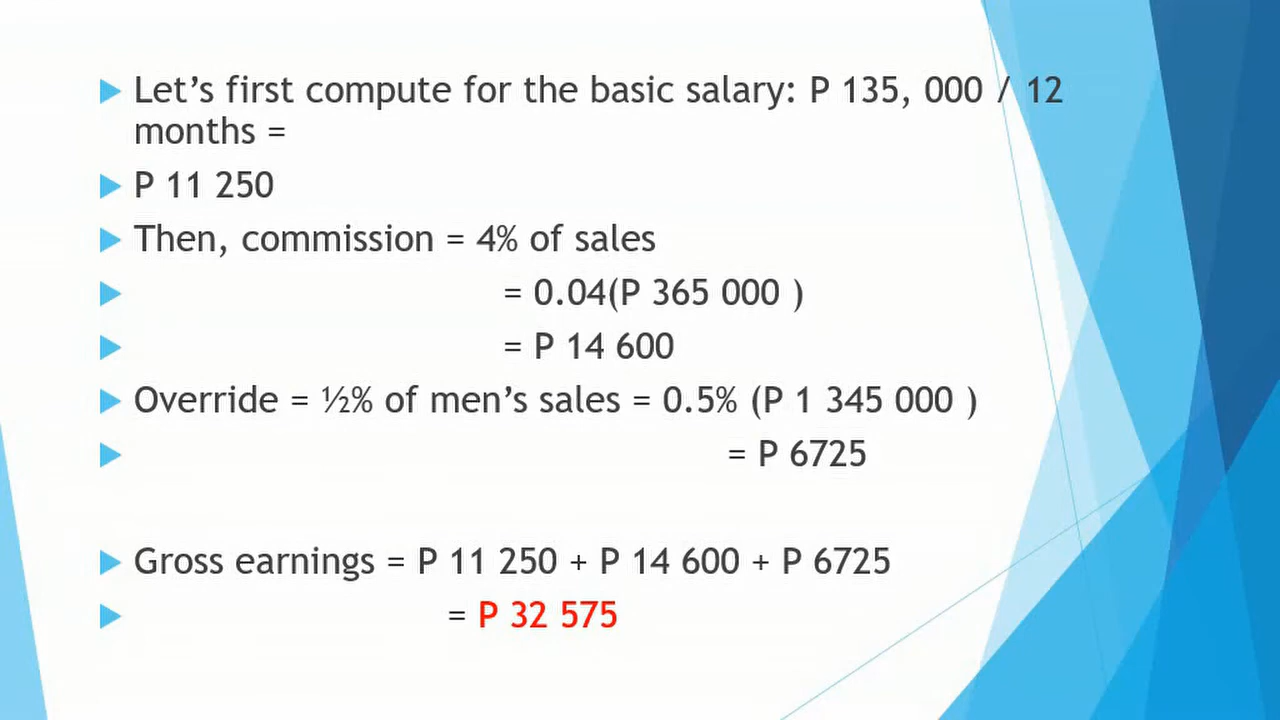 Let’s first compute for the basic salary: P 135, 000 / 12
months =
P 11 250
Then, commission = 4% of sales
= 0.04(P 365 000 )
= P 14 600
Override = ½% of men’s sales = 0.5% (P 1 345 000 )
= P 6725
Gross earnings = P 11 250 + P 14 600 + P 6725
= P 32 575